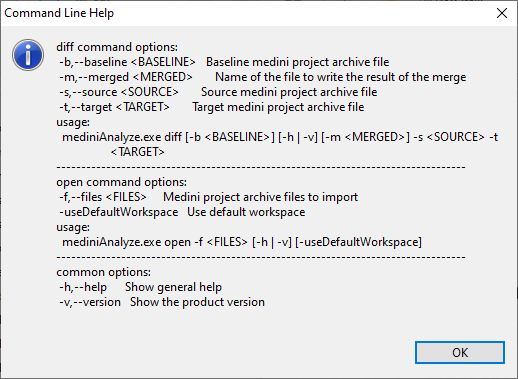 Command Line Help
diff command options:
-b,--baseline <BASELINE>   Baseline medini project archive file
-m,--merged <MERGED>       Name of the file to write the result of the merge
-s,--source <SOURCE>       Source medini project archive file
-t,--target <TARGET>       Target medini project archive file
usage:
mediniAnalyze.exe diff [-b <BASELINE>] [-h | -v] [-m <MERGED>] -s <SOURCE> -t
<TARGET>
--------------------------------------------------------------------------------
open command options:
-f,--files <FILES>      Medini project archive files to import
-useDefaultWorkspace   Use default workspace
usage:
mediniAnalyze.exe open -f <FILES> [-h | -v] [-useDefaultWorkspace]
--------------------------------------------------------------------------------
common options:
-h,--help      Show general help
-v,--version   Show the product version
OK